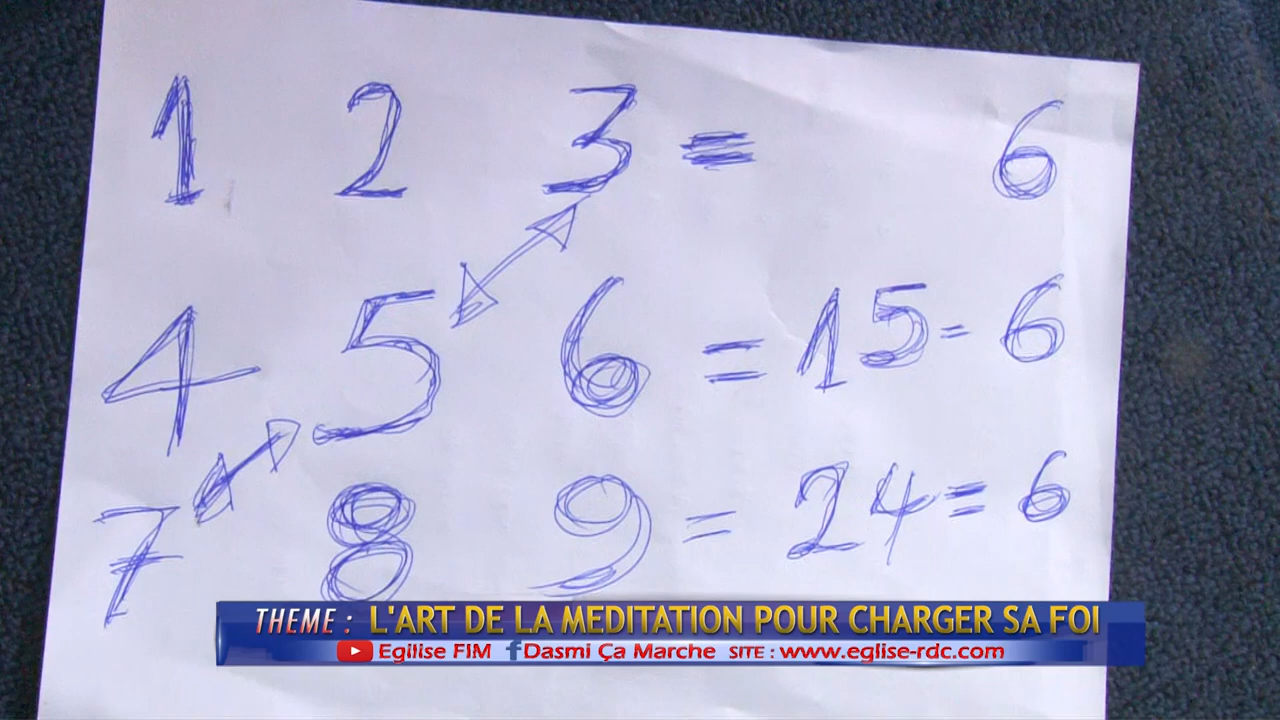 1 2 3 = 6
4 5 6 = 15 = 6
7 8 9 = 24 = 6
THEME : L'ART DE LA MEDITATION POUR CHARGER SA FOI
Egilise FIM Dasmi Ça Marche SITE : www.eglise-rdc.com